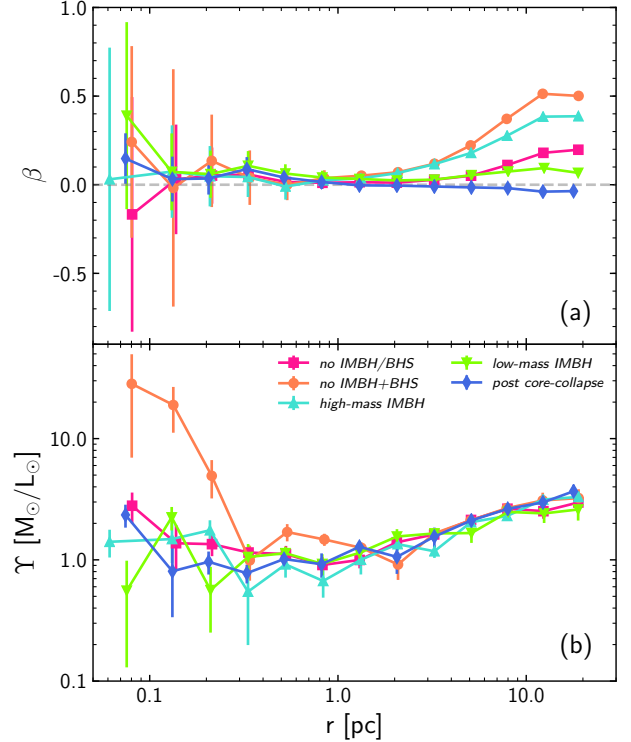 1.0
0.5
0.0
-0.5
β
(a)
no IMBH/BHS
no IMBH+BHS
high-mass IMBH
low-mass IMBH
post core-collapse
10.0
1.0
0.1
ϒ [M⊙/L⊙]
(b)
0.1 1.0 10.0
r [pc]